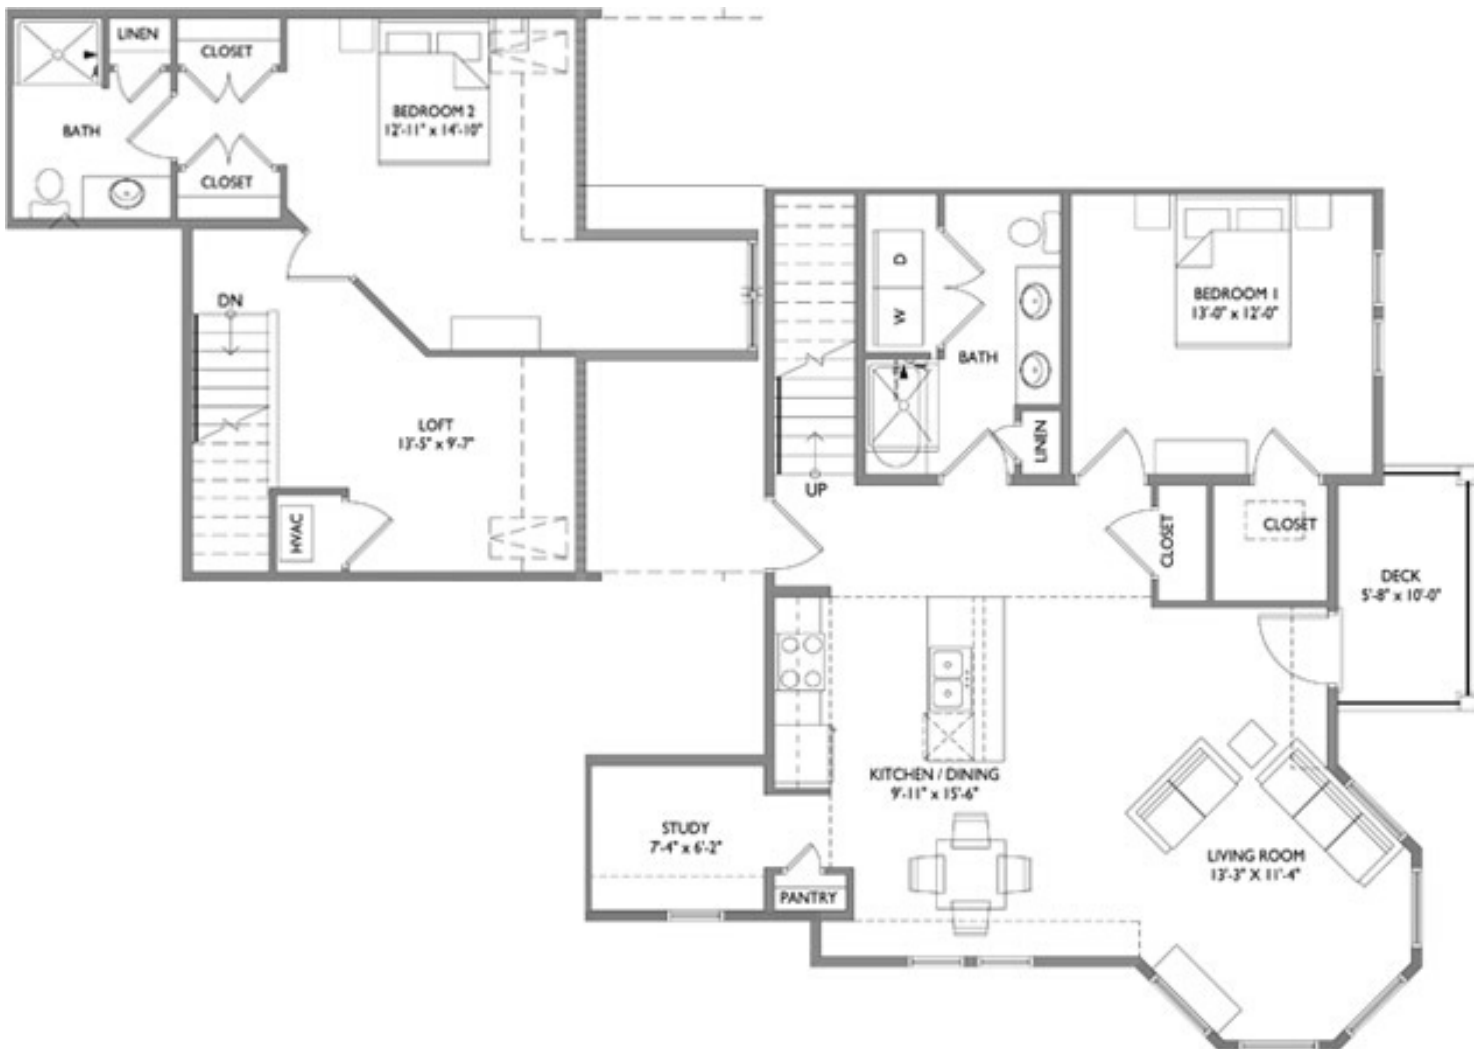 LINEN
CLOSET
BATH
BEDROOM 2
12'-11" x 14'-10"
CLOSET
DN
LOFT
13'-5" x 9'-7"
HVAC
D
W
BATH
LINEN
UP
BEDROOM 1
13'-0" x 12'-0"
CLOSET
CLOSET
DECK
5'-8" x 10'-0"
KITCHEN / DINING
9'-11" x 15'-6"
STUDY
7'-4" x 6'-2"
PANTRY
LIVING ROOM
13'-3" X 11'-4"